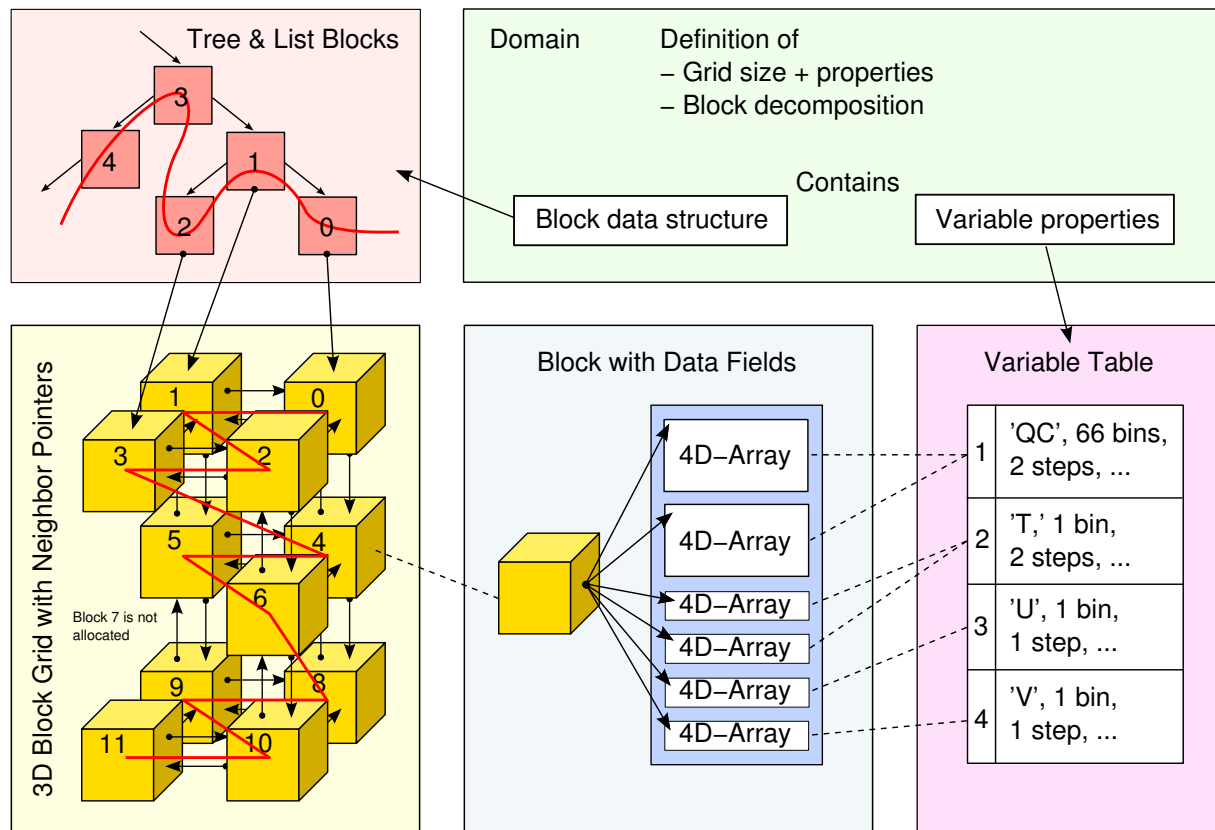 Tree & List Blocks
3
4
1
2
0
Domain
Definition of
– Grid size + properties
– Block decomposition
Contains
Block data structure
Variable properties
3D Block Grid with Neighbor Pointers
1
0
3
2
5
4
6
Block 7 is not
allocated
9
8
11
10
Block with Data Fields
4D–Array
4D–Array
4D–Array
4D–Array
4D–Array
4D–Array
Variable Table
1
'QC', 66 bins,
2 steps, ...
2
'T,' 1 bin,
2 steps, ...
3
'U', 1 bin,
1 step, ...
4
'V', 1 bin,
1 step, ...